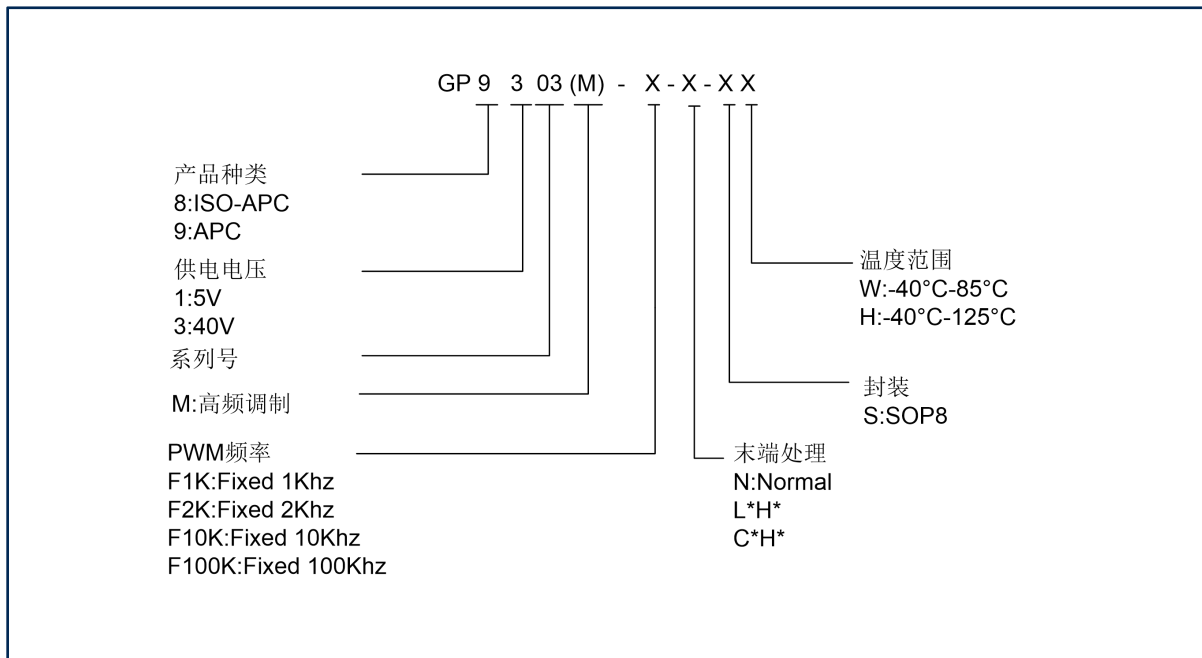 GP 9 3 03 (M) - X - X - X X
产品种类
8:ISO-APC
9:APC
供电电压
1:5V
3:40V
系列号
M:高频调制
PWM频率
F1K:Fixed 1Khz
F2K:Fixed 2Khz
F10K:Fixed 10Khz
F100K:Fixed 100Khz
温度范围
W:-40°C-85°C
H:-40°C-125°C
封装
S:SOP8
末端处理
N:Normal
L*H*
C*H*